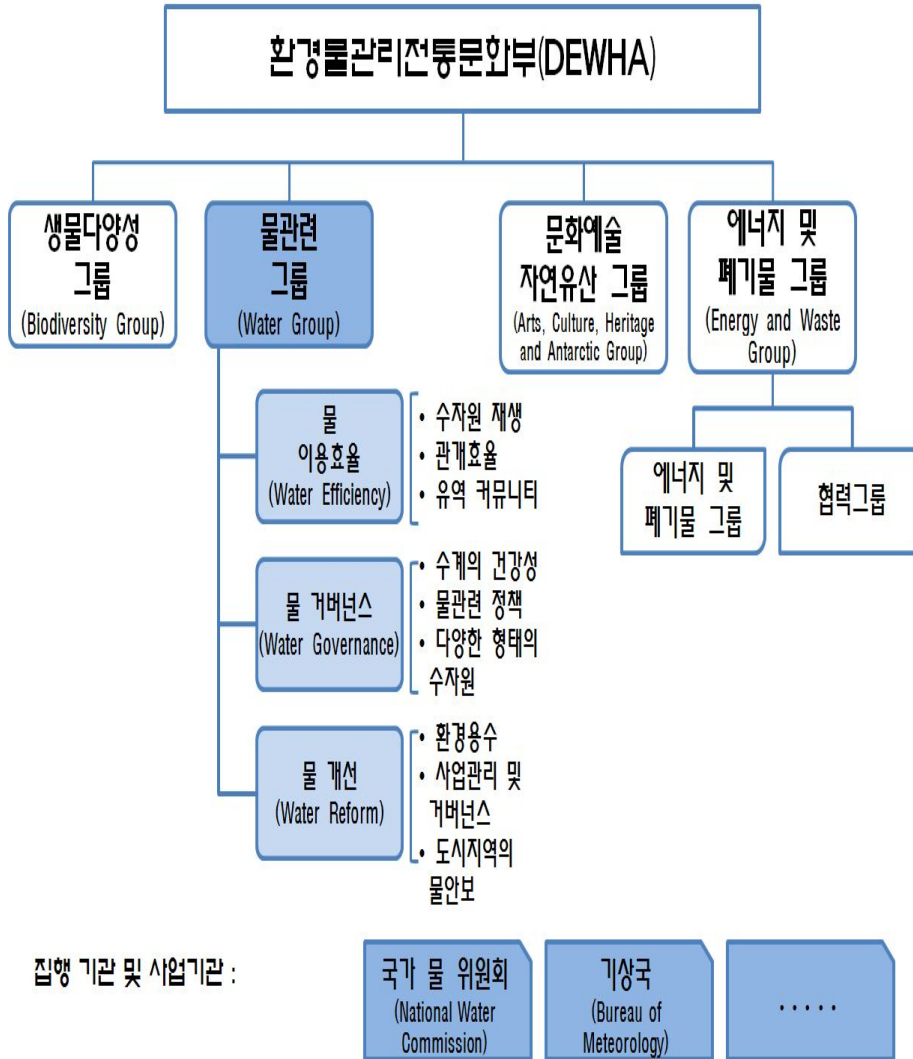 환경물관리전통문화부(DEWHA)
생물다양성
그룹
(Biodiversity Group)
물관련
그룹
(Water Group)
문화예술
자연유산 그룹
(Arts, Culture, Heritage
and Antarctic Group)
에너지 및
폐기물 그룹
(Energy and Waste
Group)
물
이용효율
(Water Efficiency)
• 수자원 재생
• 관개효율
• 유역 커뮤니티
에너지 및
폐기물 그룹
협력그룹
물 거버넌스
(Water Governance)
• 수계의 건강성
• 물관련 정책
• 다양한 형태의
수자원
물 개선
(Water Reform)
• 환경용수
• 사업관리 및
거버넌스
• 도시지역의
물안보
집행 기관 및 사업기관 :
국가 물 위원회
(National Water
Commission)
기상국
(Bureau of
Meteorology)
· · · · ·